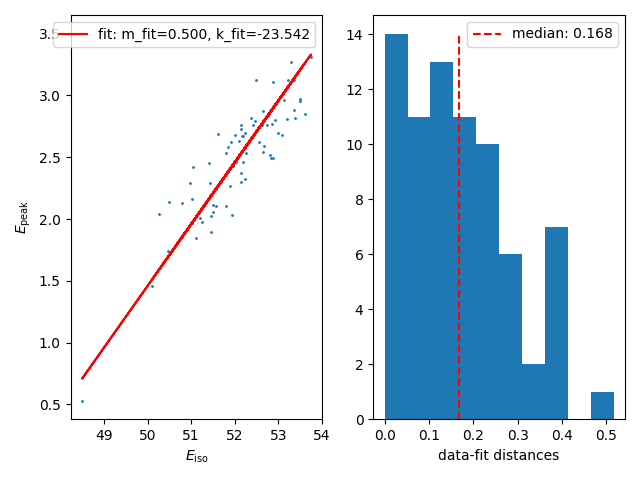 fit: m_fit=0.500, k_fit=-23.542
3.5
3.0
2.5
2.0
1.5
1.0
0.5
E_peak
49 50 51 52 53 54
E_iso
median: 0.168
14
12
10
8
6
4
2
0
0.0 0.1 0.2 0.3 0.4 0.5
data-fit distances